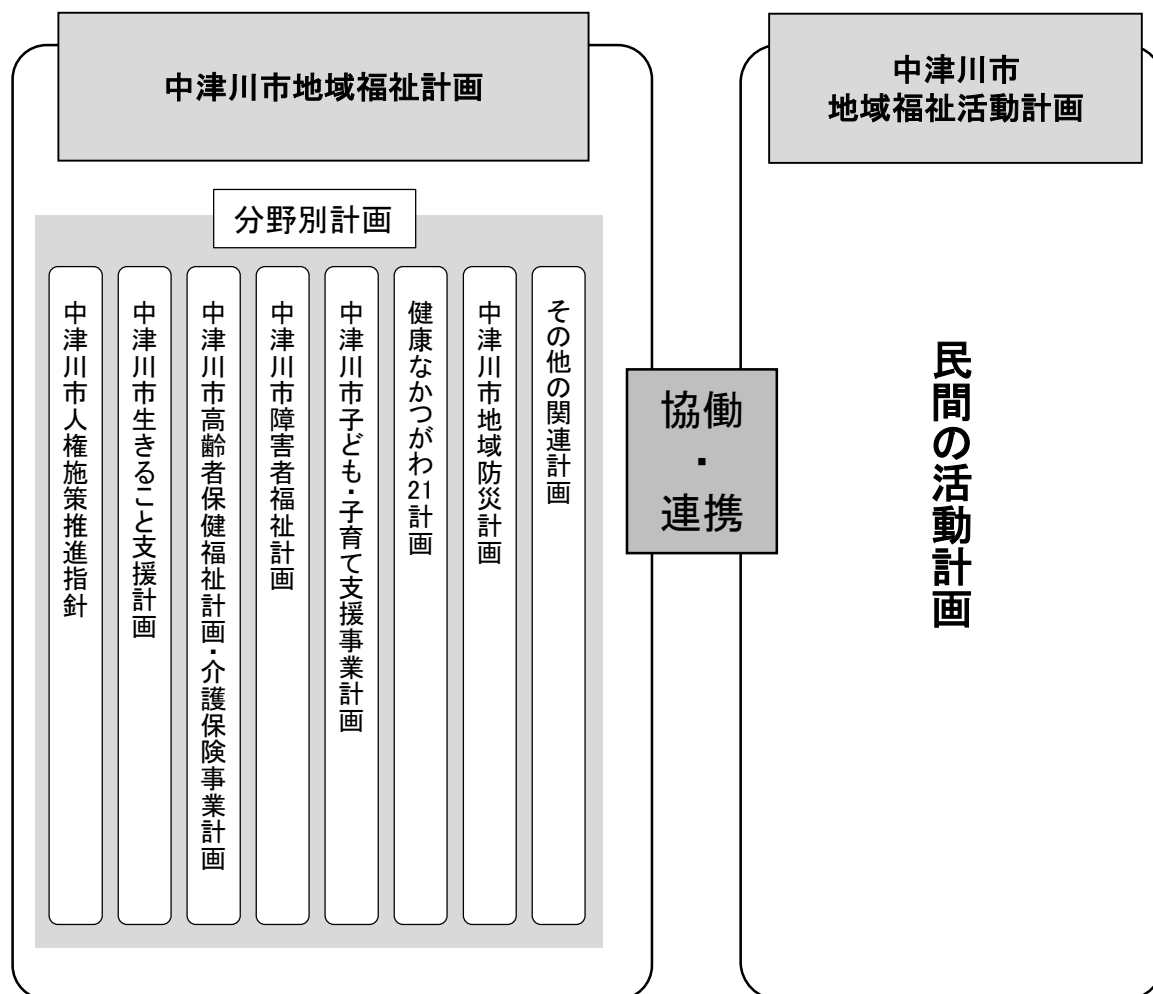 中津川市地域福祉計画
分野別計画
中津川市人権施策推進指針
中津川市生きること支援計画
中津川市高齢者保健福祉計画・介護保険事業計画
中津川市障害者福祉計画
中津川市子ども・子育て支援事業計画
健康なかつがわ21計画
中津川市地域防災計画
その他の関連計画
協働
・
連携
中津川市
地域福祉活動計画
民間の活動計画